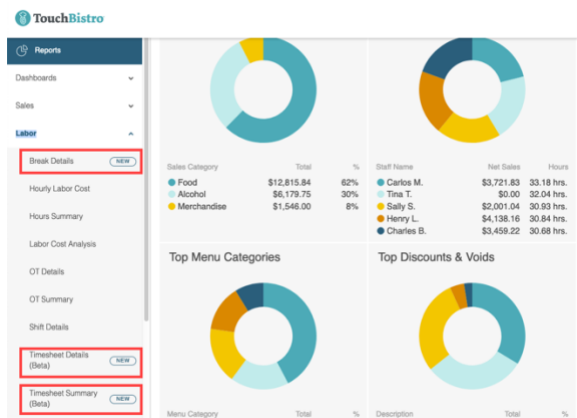 TouchBistro
Reports
Dashboards
Sales
Labor
Break Details NEW
Hourly Labor Cost
Hours Summary
Labor Cost Analysis
OT Details
OT Summary
Shift Details
Timesheet Details
(Beta) NEW
Timesheet Summary
(Beta) NEW
Sales Category Total %
Food $12,815.84 62%
Alcohol $6,179.75 30%
Merchandise $1,546.00 8%
Staff Name Net Sales Hours
Carlos M. $3,721.83 33.18 hrs.
Tina T. $0.00 32.04 hrs.
Sally S. $2,001.04 30.93 hrs.
Henry L. $4,138.16 30.84 hrs.
Charles B. $3,459.22 30.68 hrs.
Top Menu Categories
Menu Category Total %
Top Discounts & Voids
Description Total %